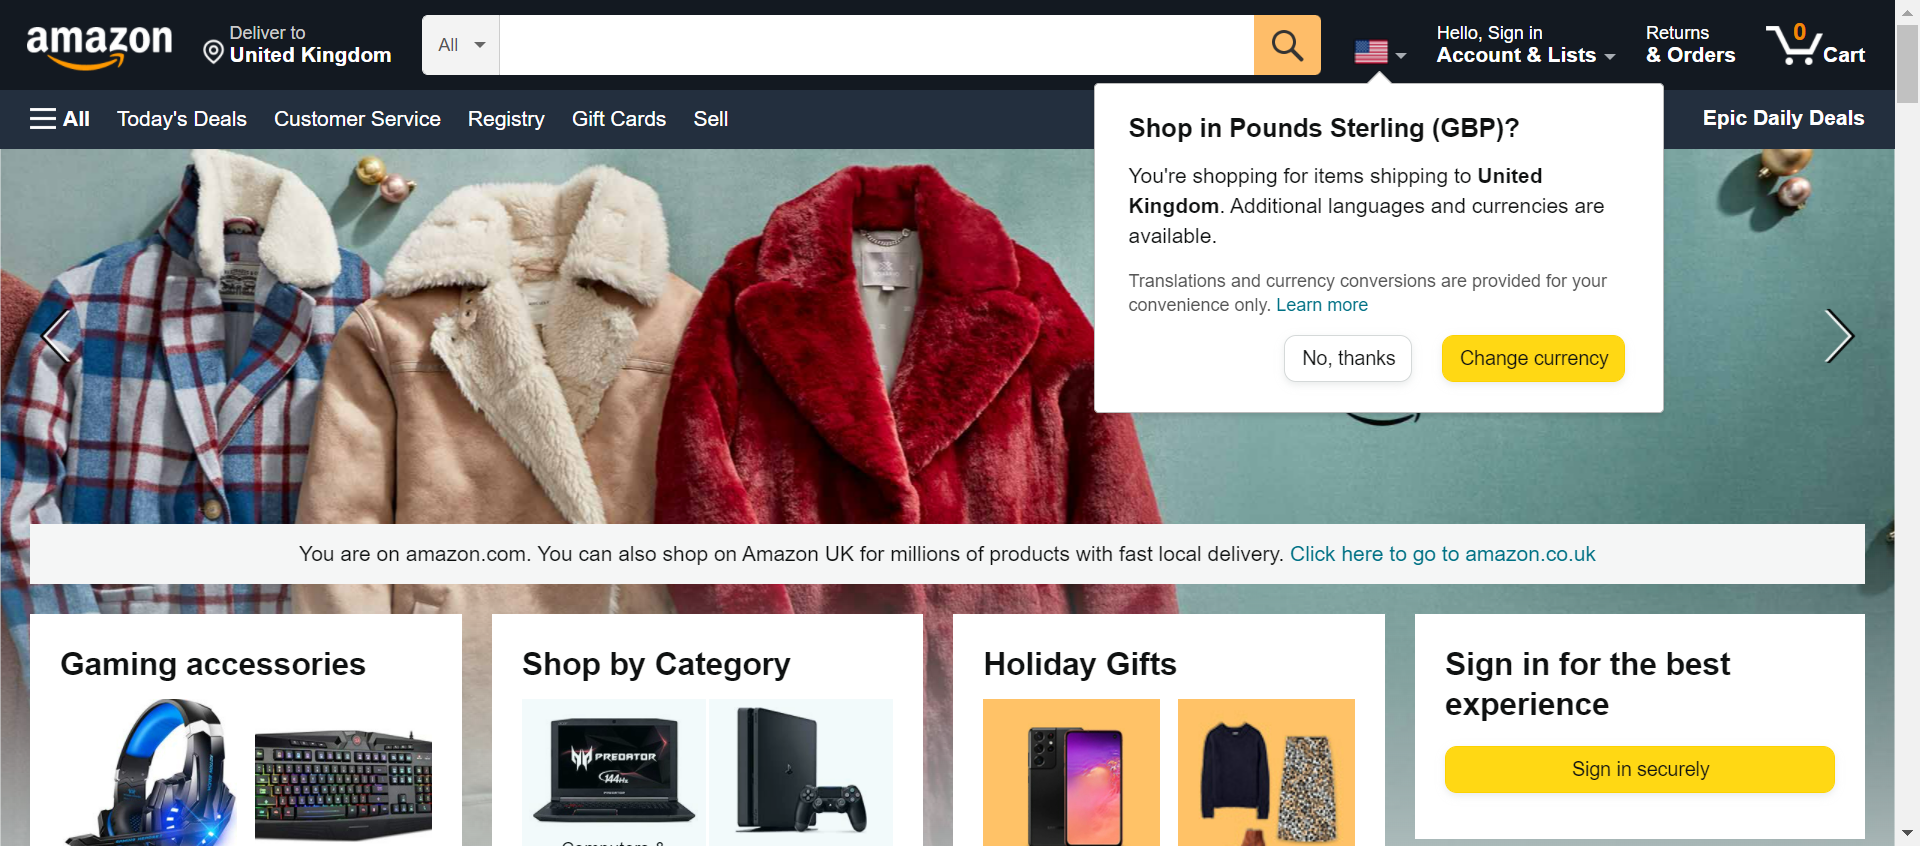 amazon
Deliver to
United Kingdom
All
Hello, Sign in
Account & Lists
Returns
& Orders
0
Cart
All
Today's Deals
Customer Service
Registry
Gift Cards
Sell
Epic Daily Deals
Shop in Pounds Sterling (GBP)?
You're shopping for items shipping to United
Kingdom. Additional languages and currencies are
available.
Translations and currency conversions are provided for your
convenience only. Learn more
No, thanks
Change currency
You are on amazon.com. You can also shop on Amazon UK for millions of products with fast local delivery. Click here to go to amazon.co.uk
Gaming accessories
Shop by Category
Holiday Gifts
Sign in for the best
experience
PREDATOR
144Hz
PREDATOR
Sign in securely
Computers &